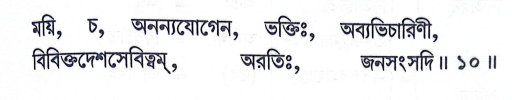 ময়ি, চ, অনন্যযোগেন, ভক্তিঃ, অব্যভিচারিণী,
বিবিক্তদেশসেবিত্বম্, অরতিঃ, জনসংসদি॥ ১০ ॥